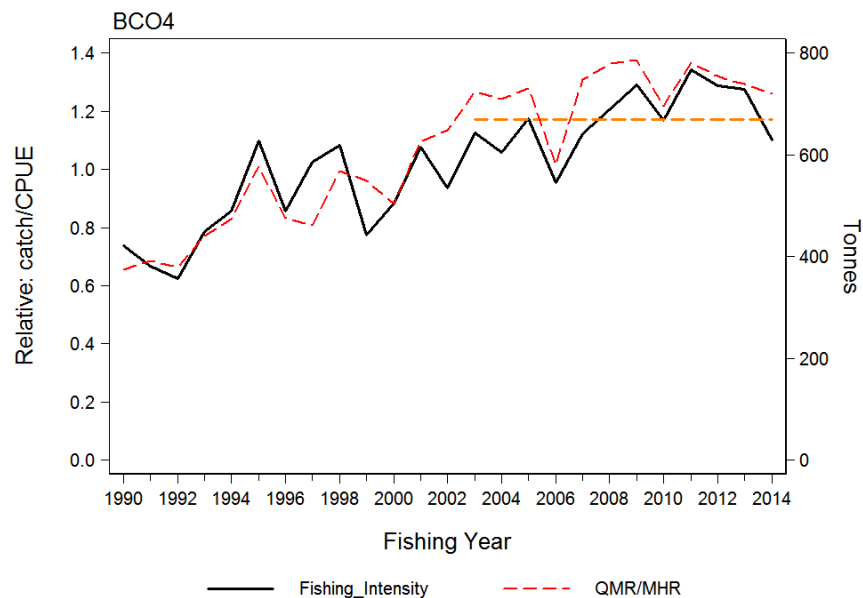 BCO4
Relative: catch/CPUE
1.4
1.2
1.0
0.8
0.6
0.4
0.2
0.0
800
600
400
200
0
Tonnes
1990 1992 1994 1996 1998 2000 2002 2004 2006 2008 2010 2012 2014
Fishing Year
Fishing_Intensity QMR/MHR